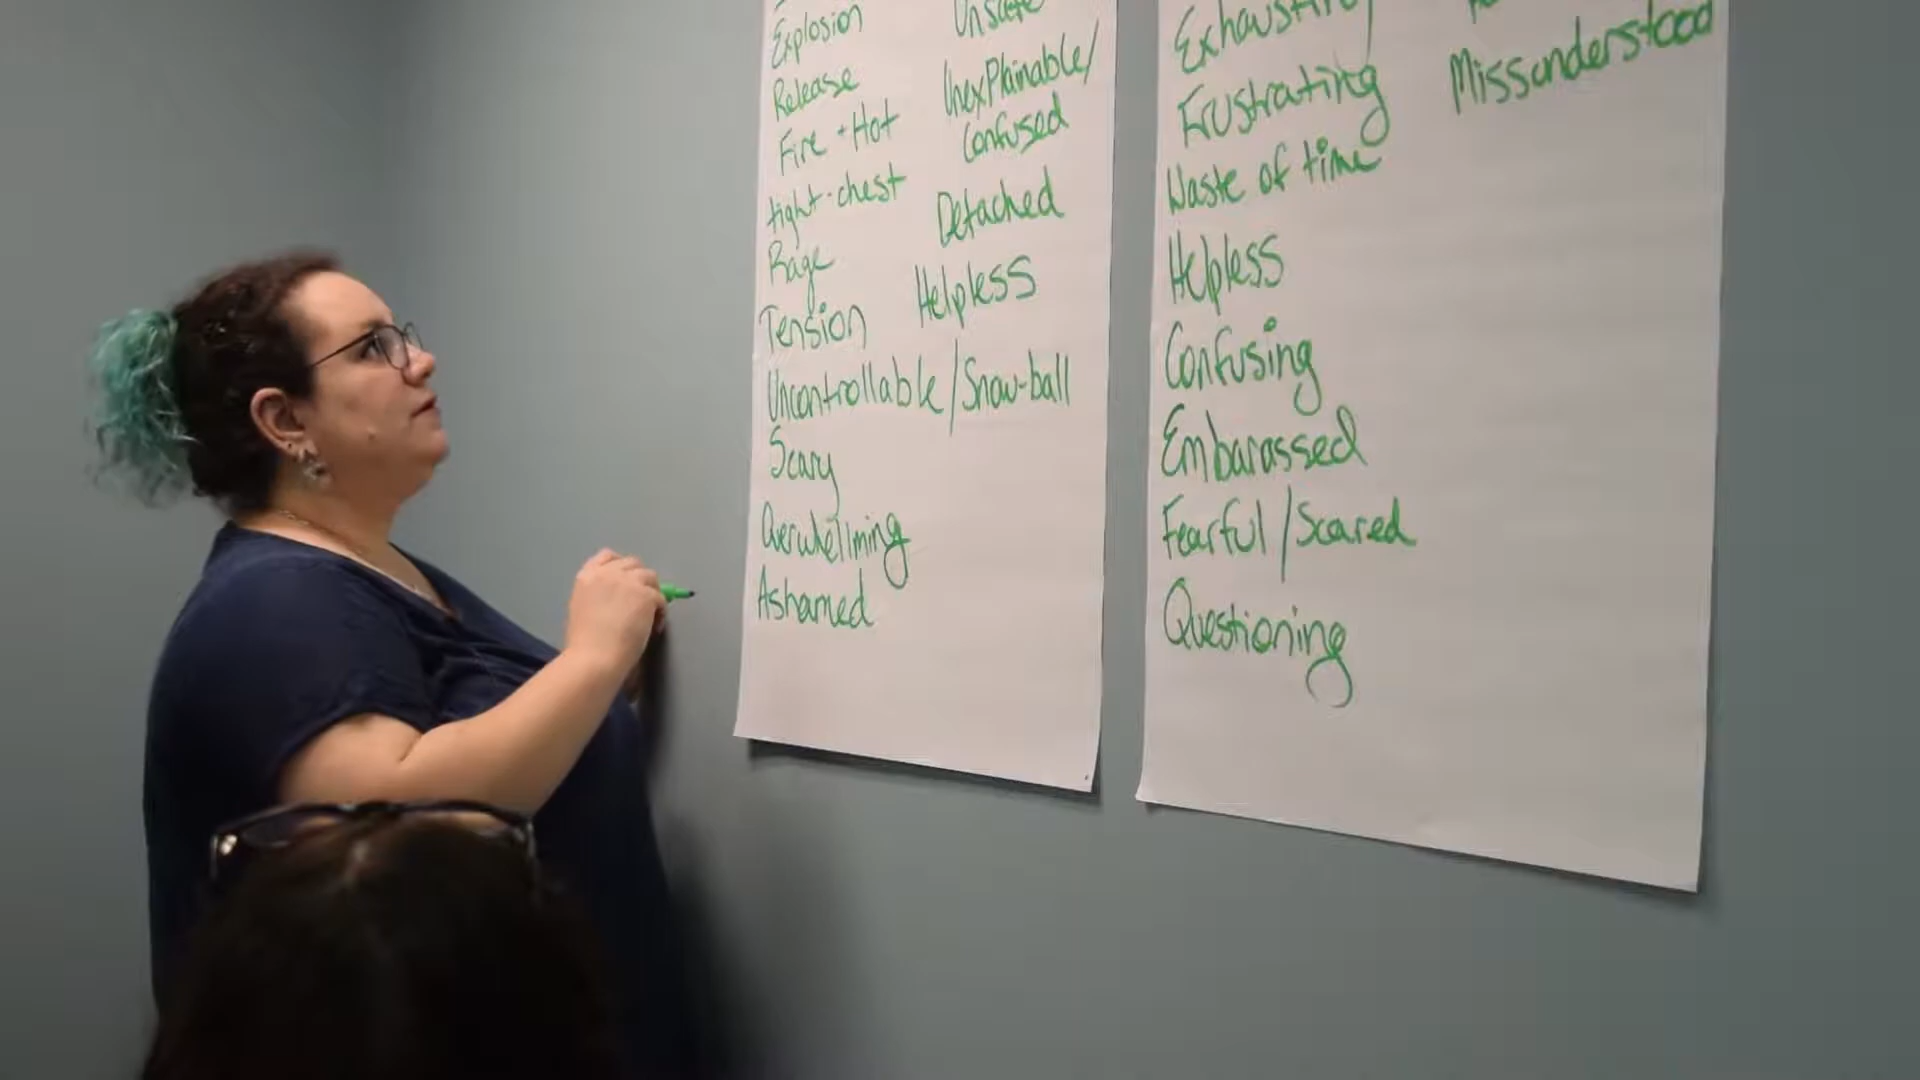 Explosion
Release
Fire + Hot
tight-chest
Rage
Tension
Uncontrollable/Snow-ball
Scary
Overwhellming
Ashamed
Unsafe
UnexPlainable/
Confused
Detached
Helpless
Exhausting
Frustrating
Waste of time
Helpless
Confusing
Embarassed
Fearful/Scared
Questioning
Missunderstood